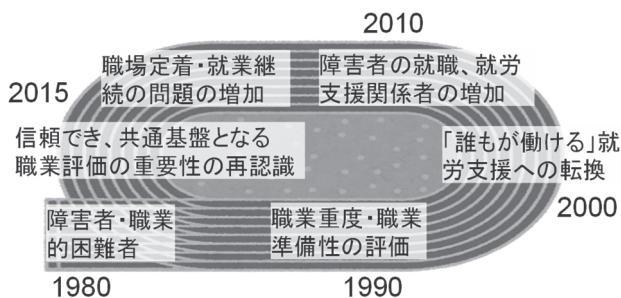 2010
職場定着・就業継
続の問題の増加
障害者の就職、就労
支援関係者の増加
2015
信頼でき、共通基盤となる
職業評価の重要性の再認識
「誰もが働ける」就
労支援への転換
2000
障害者・職業
的困難者
職業重度・職業
準備性の評価
1980
1990